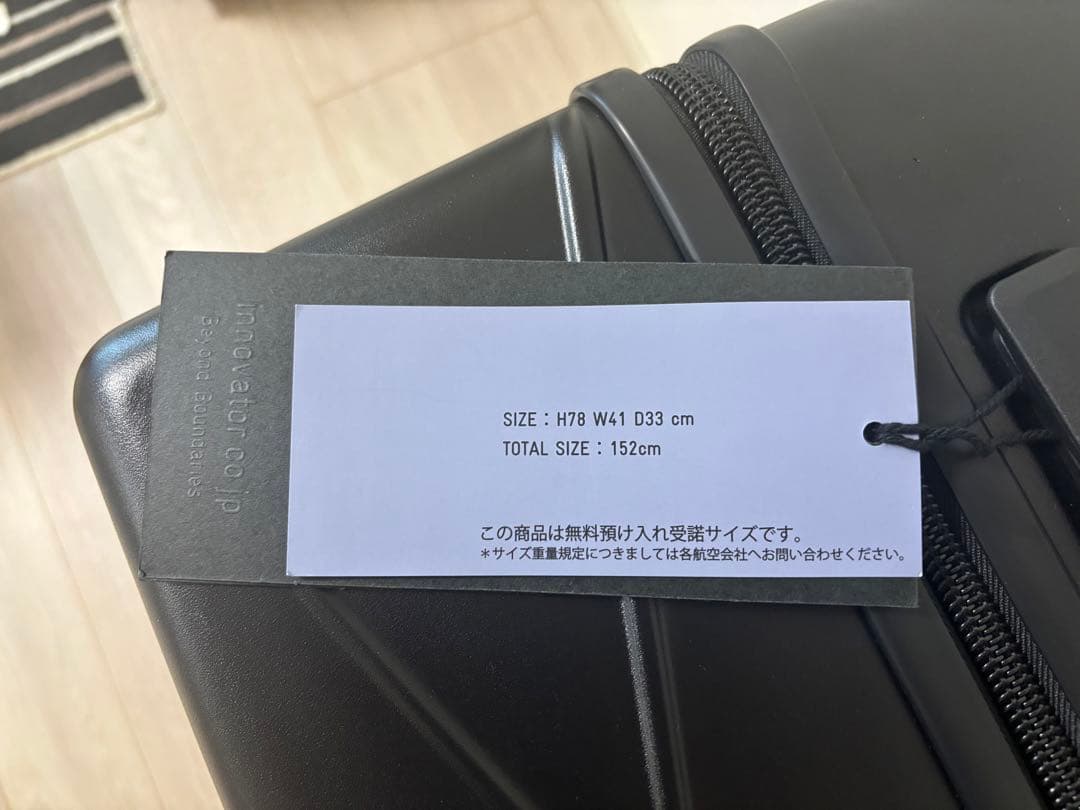 innovator.co.jp
Beyond Boundaries
SIZE：H78 W41 D33 cm
TOTAL SIZE：152cm
この商品は無料預け入れ受諾サイズです。
＊サイズ重量規定につきましては各航空会社へお問い合わせください。